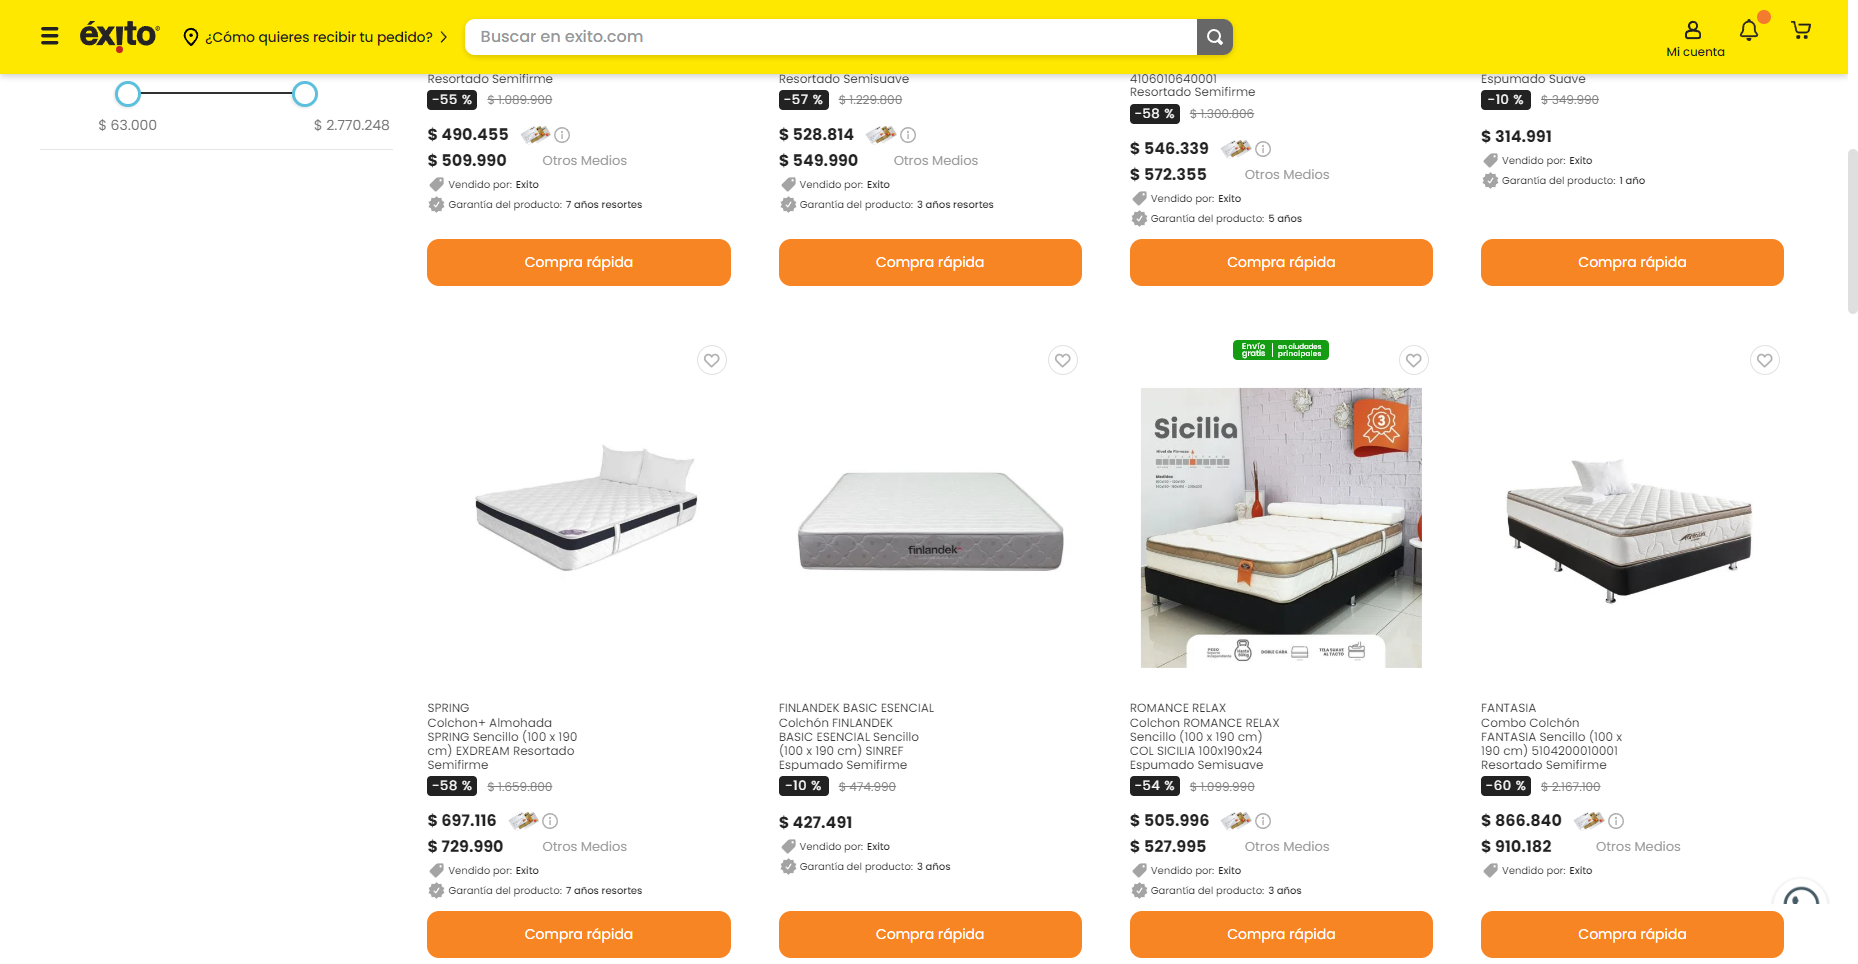 éxito
¿Cómo quieres recibir tu pedido?
Buscar en exito.com
Mi cuenta
$ 63.000
$ 2.770.248
Resortado Semifirme
-55 % $ 1.089.900
$ 490.455
$ 509.990 Otros Medios
Vendido por: Exito
Garantía del producto: 7 años resortes
Compra rápida
Resortado Semisuave
-57 % $ 1.229.800
$ 528.814
$ 549.990 Otros Medios
Vendido por: Exito
Garantía del producto: 3 años resortes
Compra rápida
4106010640001
Resortado Semifirme
-58 % $ 1.300.806
$ 546.339
$ 572.355 Otros Medios
Vendido por: Exito
Garantía del producto: 5 años
Compra rápida
Espumado Suave
-10 % $ 349.990
$ 314.991
Vendido por: Exito
Garantía del producto: 1 año
Compra rápida
SPRING
Colchon+ Almohada
SPRING Sencillo (100 x 190
cm) EXDREAM Resortado
Semifirme
-58 % $ 1.659.800
$ 697.116
$ 729.990 Otros Medios
Vendido por: Exito
Garantía del producto: 7 años resortes
Compra rápida
finlandek
FINLANDEK BASIC ESENCIAL
Colchón FINLANDEK
BASIC ESENCIAL Sencillo
(100 x 190 cm) SINREF
Espumado Semifirme
-10 % $ 474.990
$ 427.491
Vendido por: Exito
Garantía del producto: 3 años
Compra rápida
Envío gratis en ciudades principales
Sicilia
3
Nivel de Firmeza
Medidas
DOBLE CARA
TELA SUAVE
AL TACTO
ROMANCE RELAX
Colchon ROMANCE RELAX
Sencillo (100 x 190 cm)
COL SICILIA 100x190x24
Espumado Semisuave
-54 % $ 1.099.990
$ 505.996
$ 527.995 Otros Medios
Vendido por: Exito
Garantía del producto: 3 años
Compra rápida
FANTASIA
Combo Colchón
FANTASIA Sencillo (100 x
190 cm) 5104200010001
Resortado Semifirme
-60 % $ 2.167.100
$ 866.840
$ 910.182 Otros Medios
Vendido por: Exito
Compra rápida